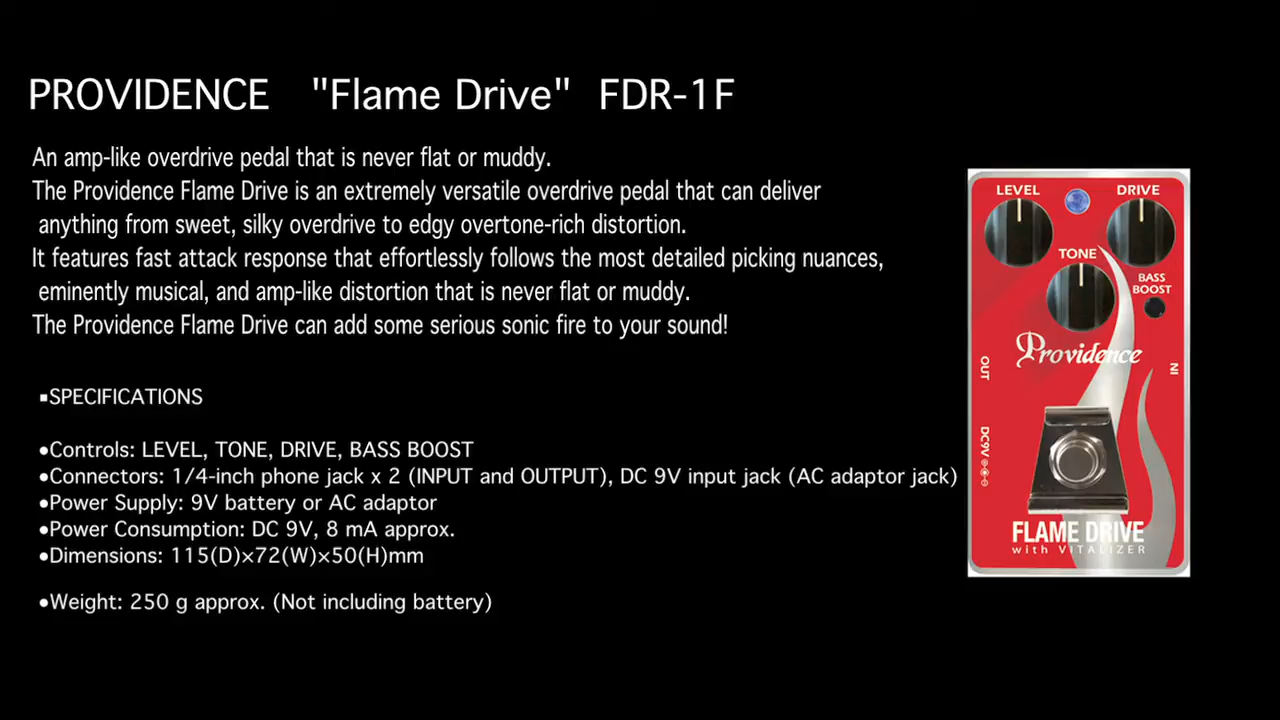 PROVIDENCE "Flame Drive" FDR-1F
An amp-like overdrive pedal that is never flat or muddy.
The Providence Flame Drive is an extremely versatile overdrive pedal that can deliver
anything from sweet, silky overdrive to edgy overtone-rich distortion.
It features fast attack response that effortlessly follows the most detailed picking nuances,
eminently musical, and amp-like distortion that is never flat or muddy.
The Providence Flame Drive can add some serious sonic fire to your sound!
▪SPECIFICATIONS
●Controls: LEVEL, TONE, DRIVE, BASS BOOST
●Connectors: 1/4-inch phone jack x 2 (INPUT and OUTPUT), DC 9V input jack (AC adaptor jack)
●Power Supply: 9V battery or AC adaptor
●Power Consumption: DC 9V, 8 mA approx.
●Dimensions: 115(D)×72(W)×50(H)mm
●Weight: 250 g approx. (Not including battery)
LEVEL
DRIVE
TONE
BASS
BOOST
Providence
OUT
IN
DC9V
FLAME DRIVE
with VITALIZER